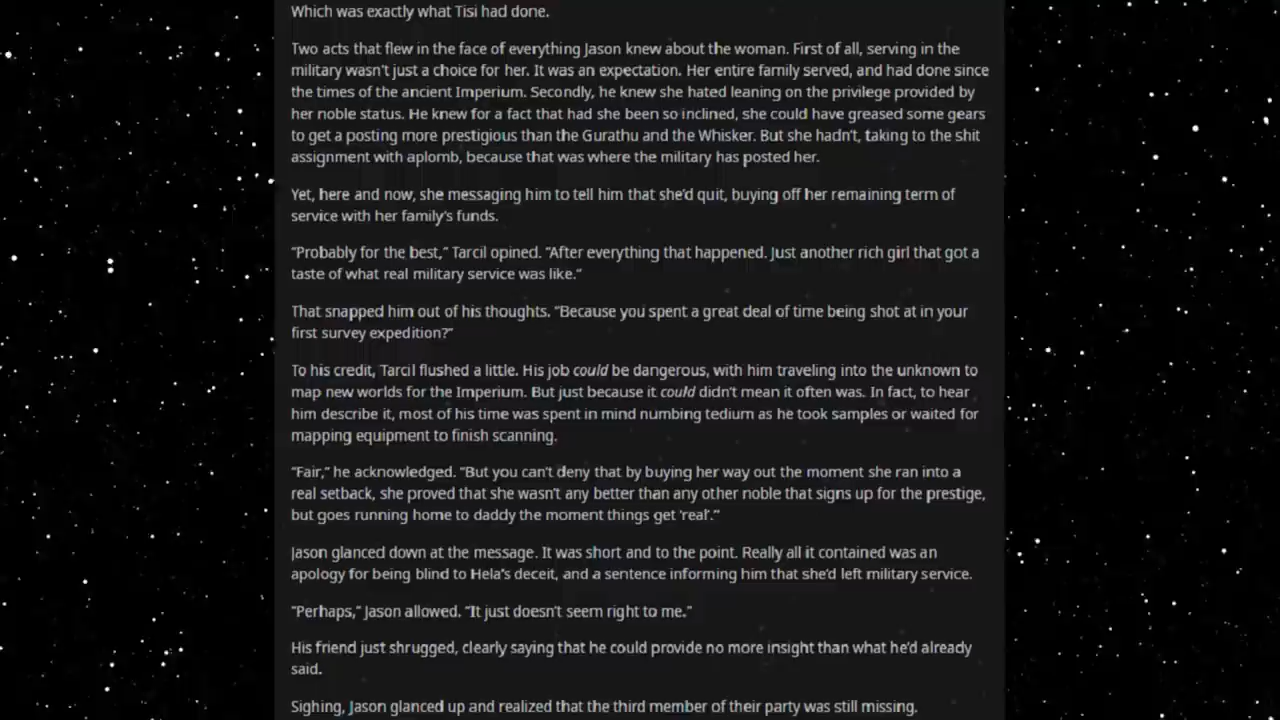 Which was exactly what Tisi had done.
Two acts that flew in the face of everything Jason knew about the woman. First of all, serving in the
military wasn't just a choice for her. It was an expectation. Her entire family served, and had done since
the times of the ancient Imperium. Secondly, he knew she hated leaning on the privilege provided by
her noble status. He knew for a fact that had she been so inclined, she could have greased some gears
to get a posting more prestigious than the Gurathu and the Whisker. But she hadn't, taking to the shit
assignment with aplomb, because that was where the military has posted her.
Yet, here and now, she messaging him to tell him that she'd quit, buying off her remaining term of
service with her family's funds.
“Probably for the best,” Tarcil opined. “After everything that happened. Just another rich girl that got a
taste of what real military service was like.”
That snapped him out of his thoughts. “Because you spent a great deal of time being shot at in your
first survey expedition?”
To his credit, Tarcil flushed a little. His job could be dangerous, with him traveling into the unknown to
map new worlds for the Imperium. But just because it could didn't mean it often was. In fact, to hear
him describe it, most of his time was spent in mind numbing tedium as he took samples or waited for
mapping equipment to finish scanning.
“Fair,” he acknowledged. “But you can't deny that by buying her way out the moment she ran into a
real setback, she proved that she wasn't any better than any other noble that signs up for the prestige,
but goes running home to daddy the moment things get ‘real’.”
Jason glanced down at the message. It was short and to the point. Really all it contained was an
apology for being blind to Hela's deceit, and a sentence informing him that she'd left military service.
“Perhaps,” Jason allowed. “It just doesn't seem right to me.”
His friend just shrugged, clearly saying that he could provide no more insight than what he'd already
said.
Sighing, Jason glanced up and realized that the third member of their party was still missing.